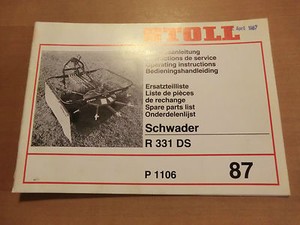 STOLL
April 1987
Instructions de service
Operating instructions
Bedieningshandleiding
Ersatzteilliste
Liste de pièces
de rechange
Spare parts list
Onderdelenlijst
Schwader
R 331 DS
P 1106
87